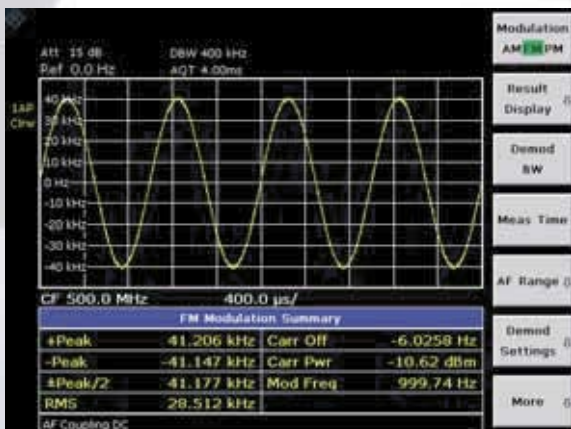 Att 15 dB DBW 400 kHz
Ref 0.0 Hz AQT 4.00ms
1AP
Clrw
40 kHz
30 kHz
20 kHz
10 kHz
0 Hz
-10 kHz
-20 kHz
-30 kHz
-40 kHz
CF 500.0 MHz 400.0 µs/
FM Modulation Summary
+Peak 41.206 kHz Carr Off -6.0258 Hz
-Peak -41.147 kHz Carr Pwr -10.62 dBm
±Peak/2 41.177 kHz Mod Freq 999.74 Hz
RMS 28.512 kHz
AF Coupling DC
Modulation
AM FM PM
Result
Display
Demod
BW
Meas Time
AF Range
Demod
Settings
More